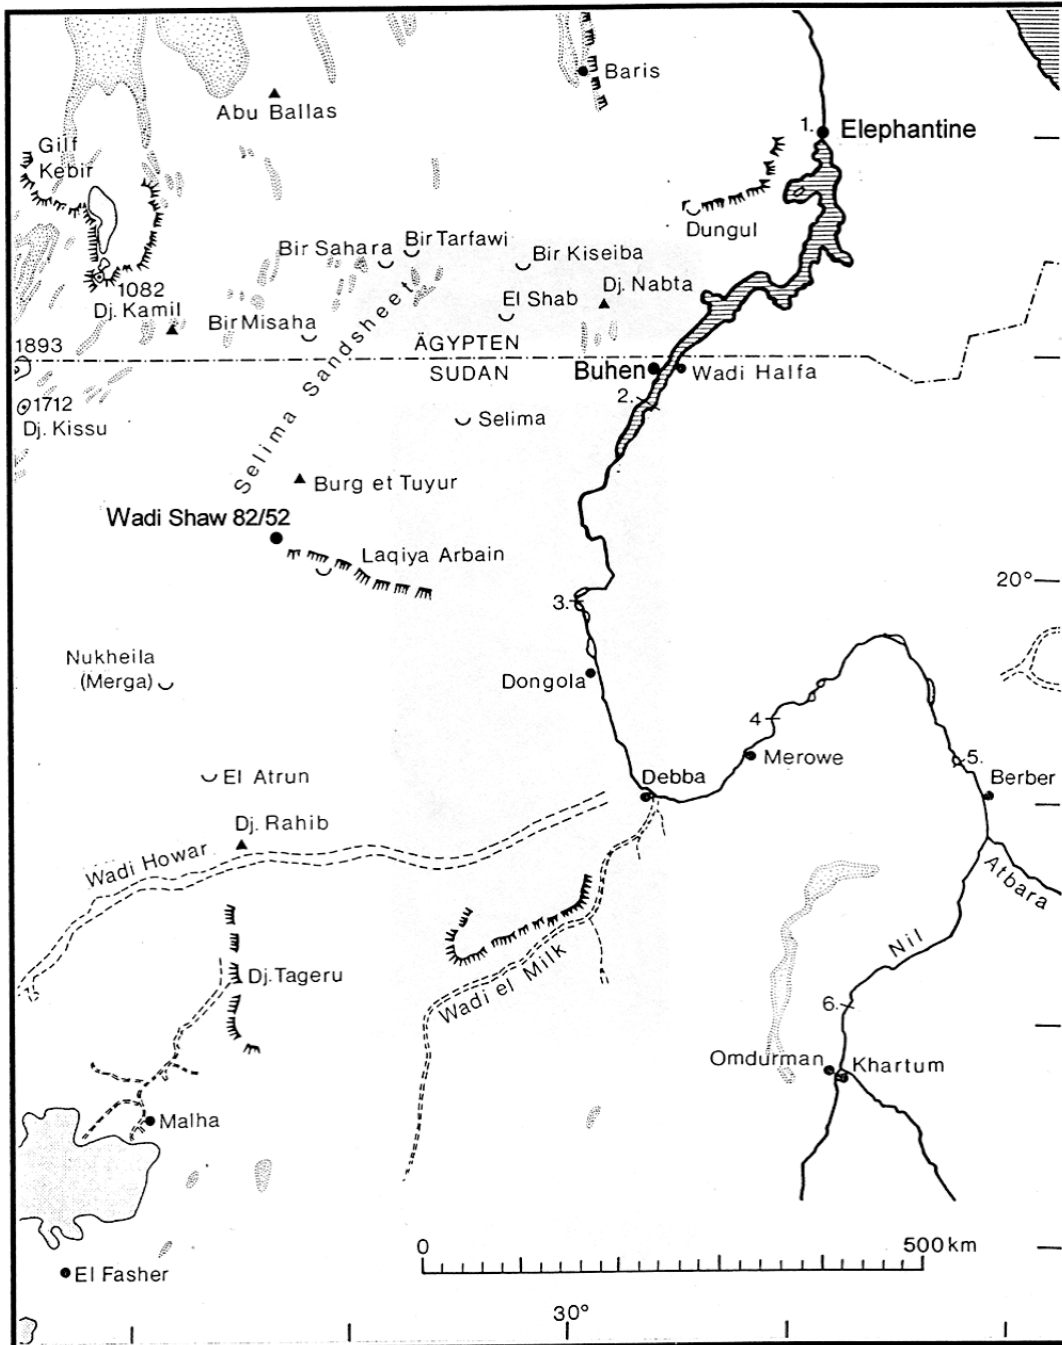 Baris
Abu Ballas
1.
Elephantine
Gilf
Kebir
Dungul
Bir Sahara
Bir Tarfawi
Bir Kiseiba
1082
Dj. Kamil
El Shab
Dj. Nabta
Bir Misaha
Selima Sandsheet
ÄGYPTEN
SUDAN
1893
Buhen
Wadi Halfa
2.
1712
Dj. Kissu
Selima
Burg et Tuyur
Wadi Shaw 82/52
Laqiya Arbain
20°
3.
Nukheila
(Merga)
Dongola
4
Merowe
5.
El Atrun
Debba
Berber
Dj. Rahib
Wadi Howar
Atbara
Nil
Dj. Tageru
Wadi el Milk
6.
Omdurman
Khartum
Malha
0
500 km
El Fasher
30°